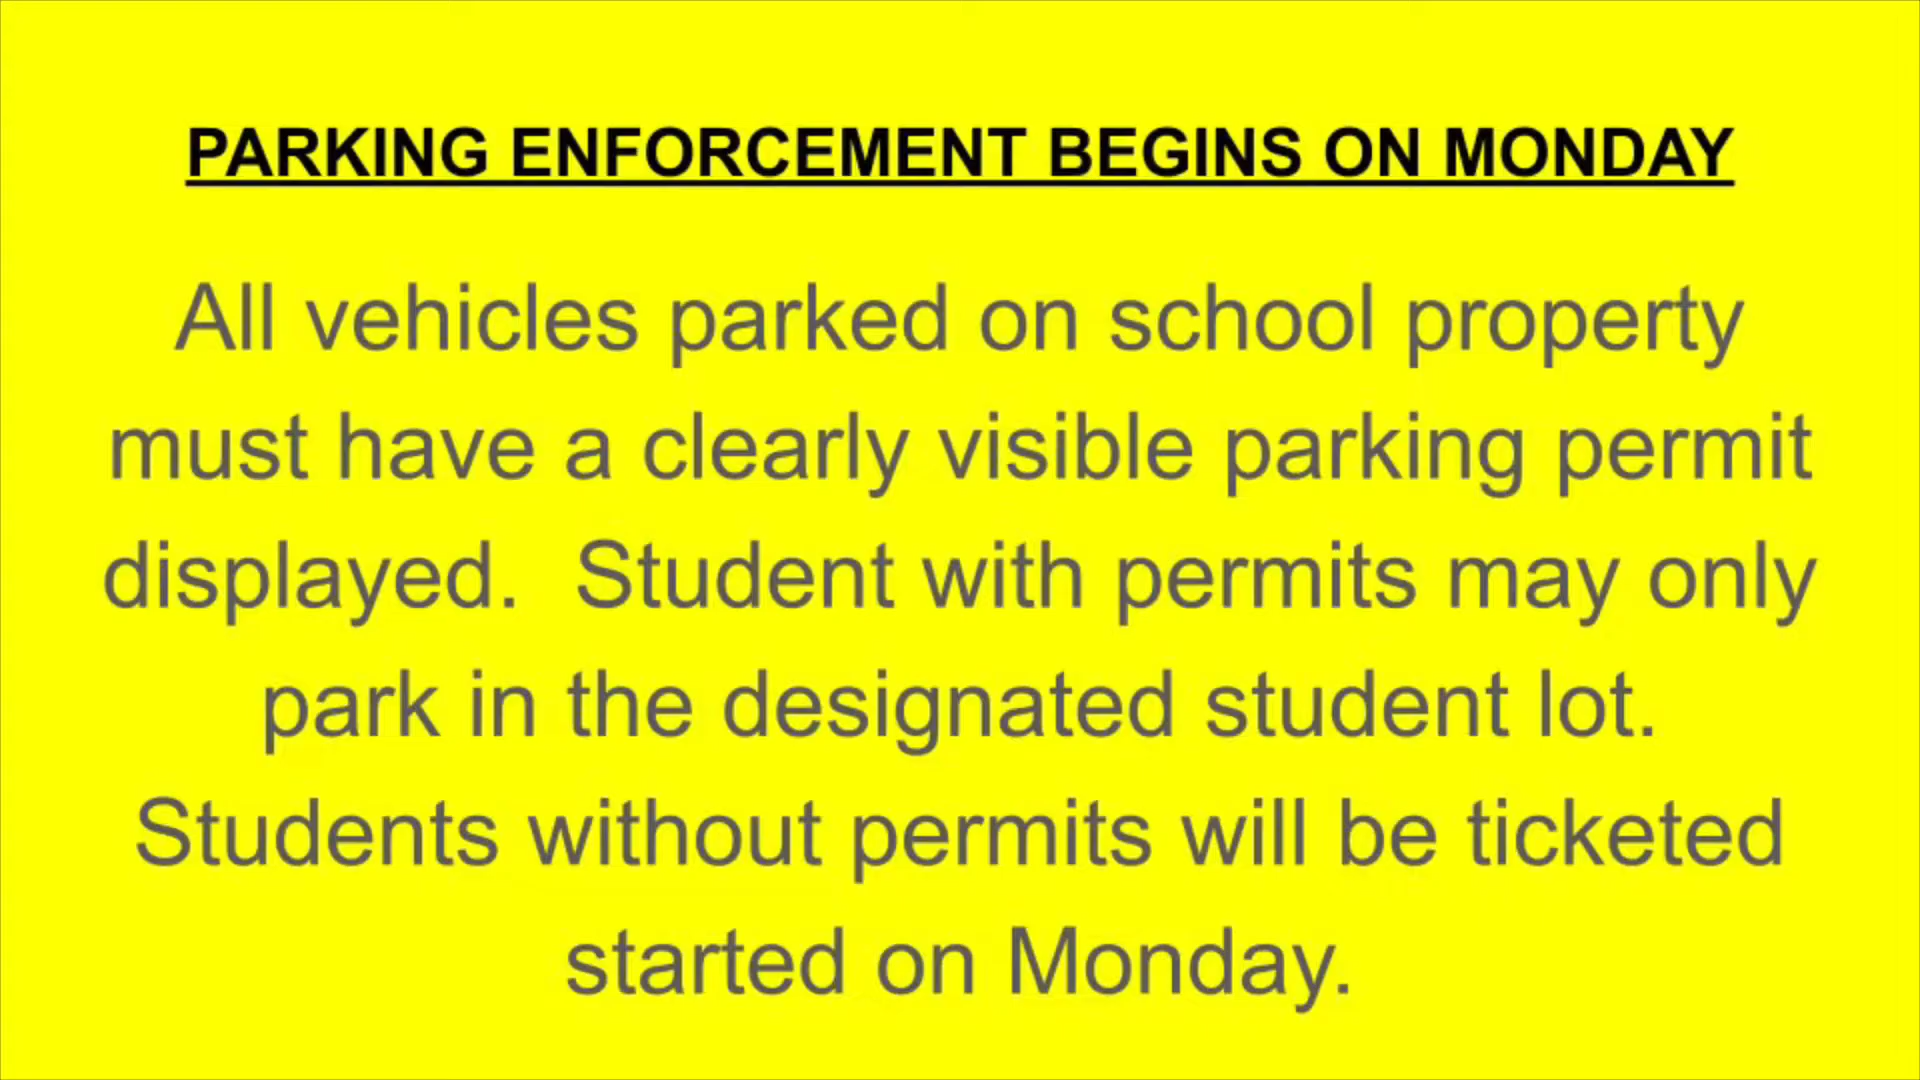 PARKING ENFORCEMENT BEGINS ON MONDAY
All vehicles parked on school property
must have a clearly visible parking permit
displayed.  Student with permits may only
park in the designated student lot.
Students without permits will be ticketed
started on Monday.